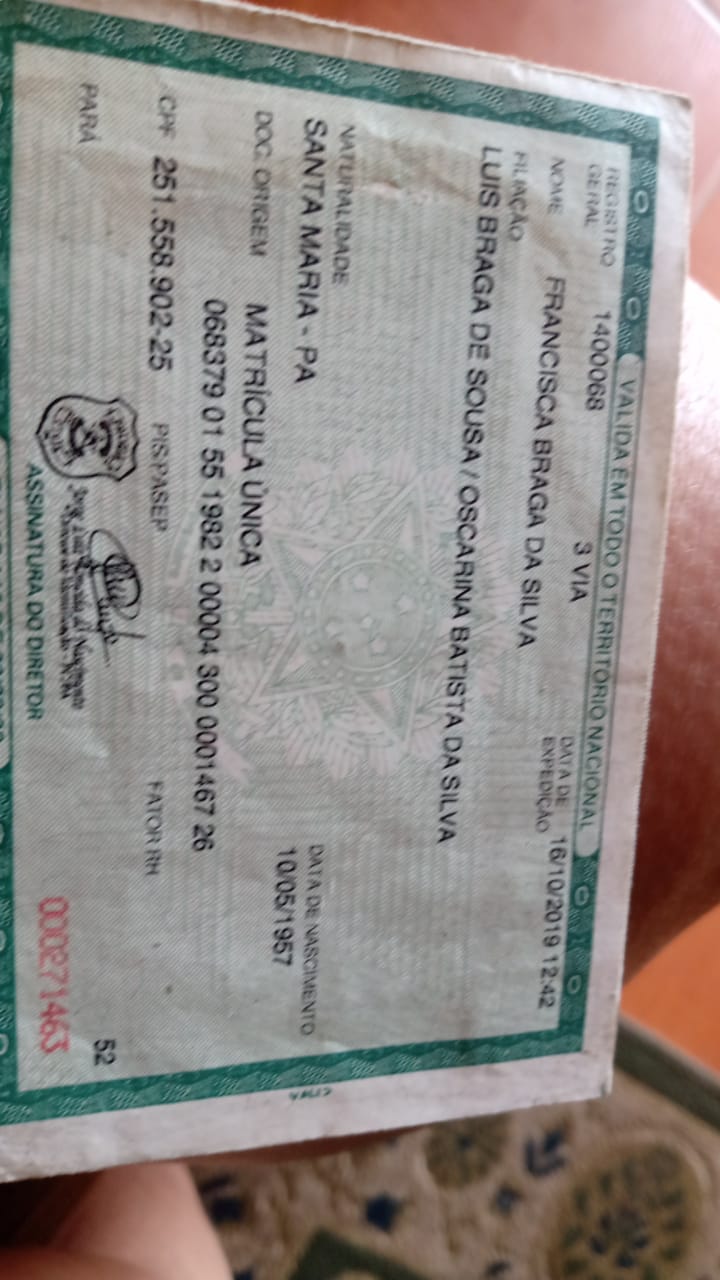 VÁLIDA EM TODO O TERRITÓRIO NACIONAL
REGISTRO GERAL 1400068 3 VIA DATA DE EXPEDIÇÃO 16/10/2019 12:42
NOME FRANCISCA BRAGA DA SILVA
FILIAÇÃO
LUIS BRAGA DE SOUSA / OSCARINA BATISTA DA SILVA
NATURALIDADE DATA DE NASCIMENTO
SANTA MARIA - PA 10/05/1957
DOC. ORIGEM MATRÍCULA ÚNICA
068379 01 55 1982 2 00004 300 0001467 26
CPF 251.558.902-25 PIS/PASEP FATOR RH
PARÁ 52
ASSINATURA DO DIRETOR 000271463